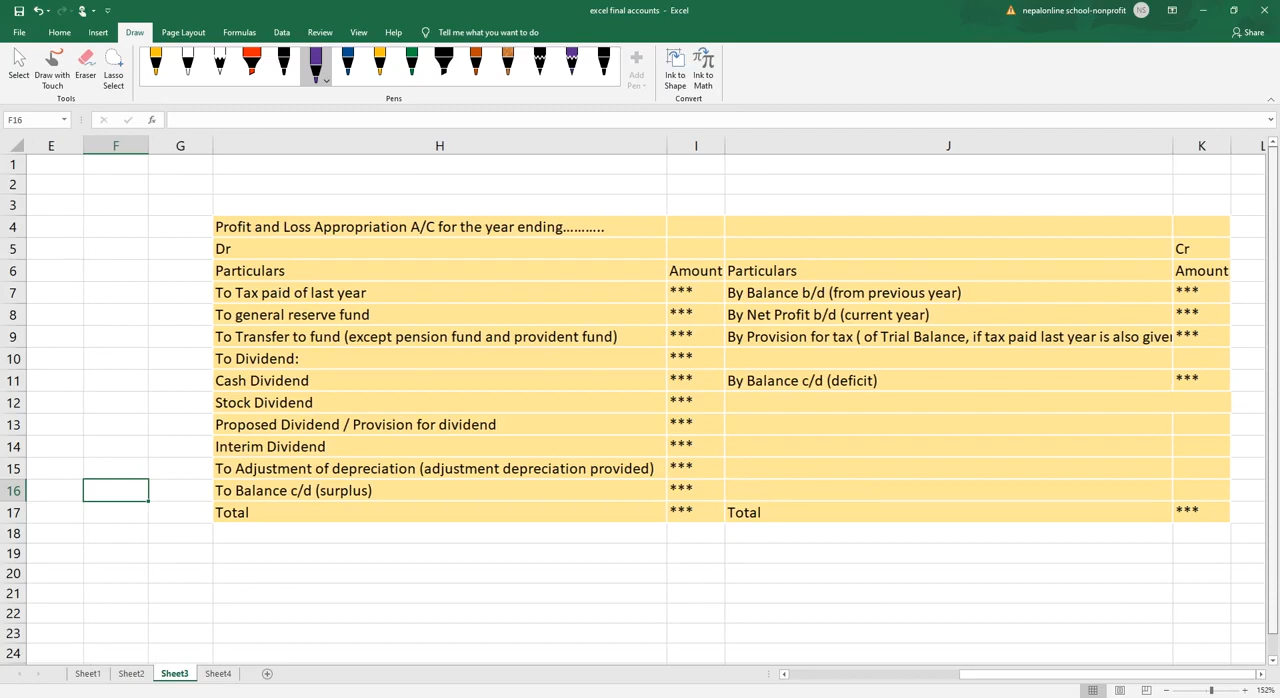 excel final accounts - Excel
nepalonline school-nonprofit NS
File Home Insert Draw Page Layout Formulas Data Review View Help Tell me what you want to do Share
Select Draw with Touch Eraser Lasso Select Add Pen Ink to Shape Ink to Math
Tools Pens Convert
F16 fx
E F G H I J K L
1
2
3
4 Profit and Loss Appropriation A/C for the year ending...........
5 Dr Cr
6 Particulars Amount Particulars Amount
7 To Tax paid of last year *** By Balance b/d (from previous year) ***
8 To general reserve fund *** By Net Profit b/d (current year) ***
9 To Transfer to fund (except pension fund and provident fund) *** By Provision for tax ( of Trial Balance, if tax paid last year is also given ***
10 To Dividend: ***
11 Cash Dividend *** By Balance c/d (deficit) ***
12 Stock Dividend ***
13 Proposed Dividend / Provision for dividend ***
14 Interim Dividend ***
15 To Adjustment of depreciation (adjustment depreciation provided) ***
16 To Balance c/d (surplus) ***
17 Total *** Total ***
18
19
20
21
22
23
24
Sheet1 Sheet2 Sheet3 Sheet4
152%